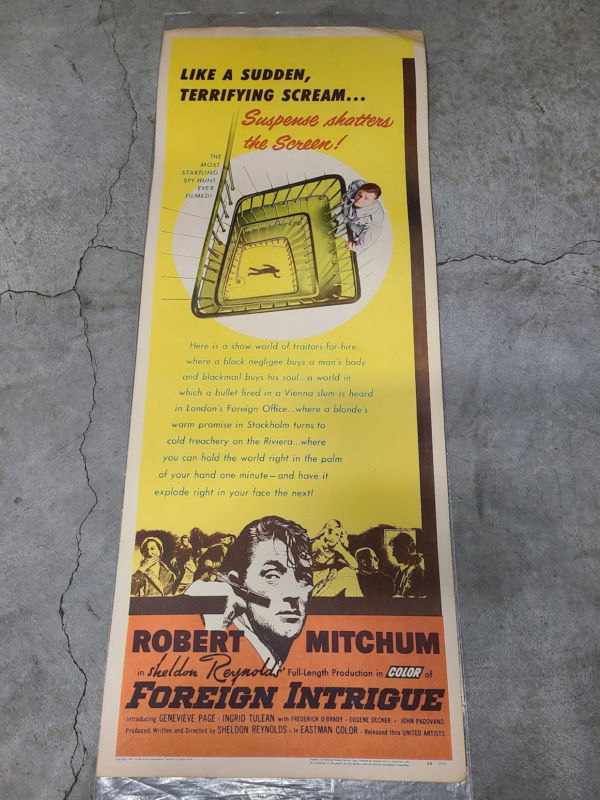 LIKE A SUDDEN,
TERRIFYING SCREAM...
Suspense shatters
the Screen!
THE
MOST
STARTLING
SPY HUNT
EVER
FILMED!
Here is a show world of traitors-for-hire...
where a black negligee buys a man's body
and blackmail buys his soul...a world in
which a bullet fired in a Vienna slum is heard
in London's Foreign Office...where a blonde's
warm promise in Stockholm turns to
cold treachery on the Riviera...where
you can hold the world right in the palm
of your hand one minute—and have it
explode right in your face the next!
ROBERT MITCHUM
in Sheldon Reynolds' Full-Length Production in COLOR of
FOREIGN INTRIGUE
introducing GENEVIEVE PAGE · INGRID TULEAN with FREDERICK O'BRADY · EUGENE DECKER · JOHN PADOVANO
Produced, Written and Directed by SHELDON REYNOLDS · In EASTMAN COLOR · Released thru UNITED ARTISTS